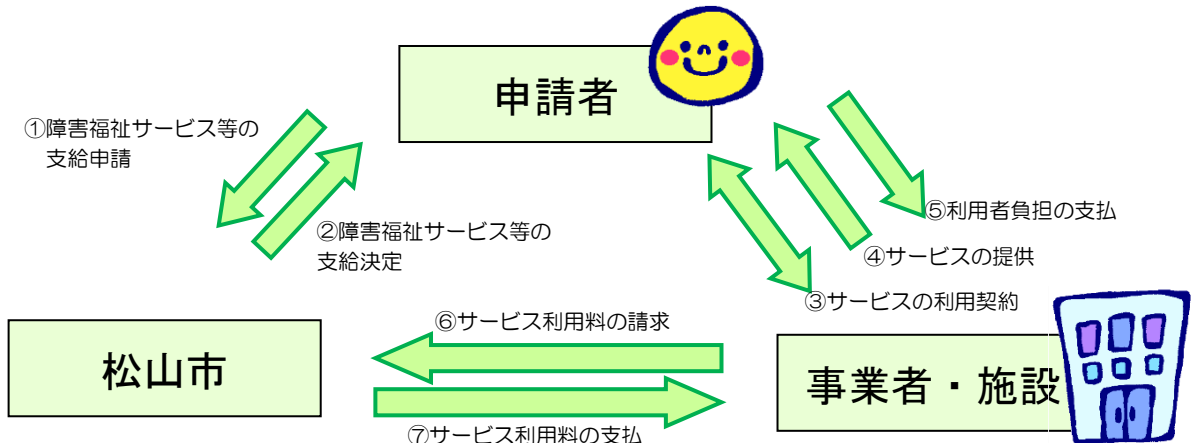 申請者
①障害福祉サービス等の
支給申請
②障害福祉サービス等の
支給決定
⑤利用者負担の支払
④サービスの提供
③サービスの利用契約
⑥サービス利用料の請求
松山市
事業者・施設
⑦サービス利用料の支払